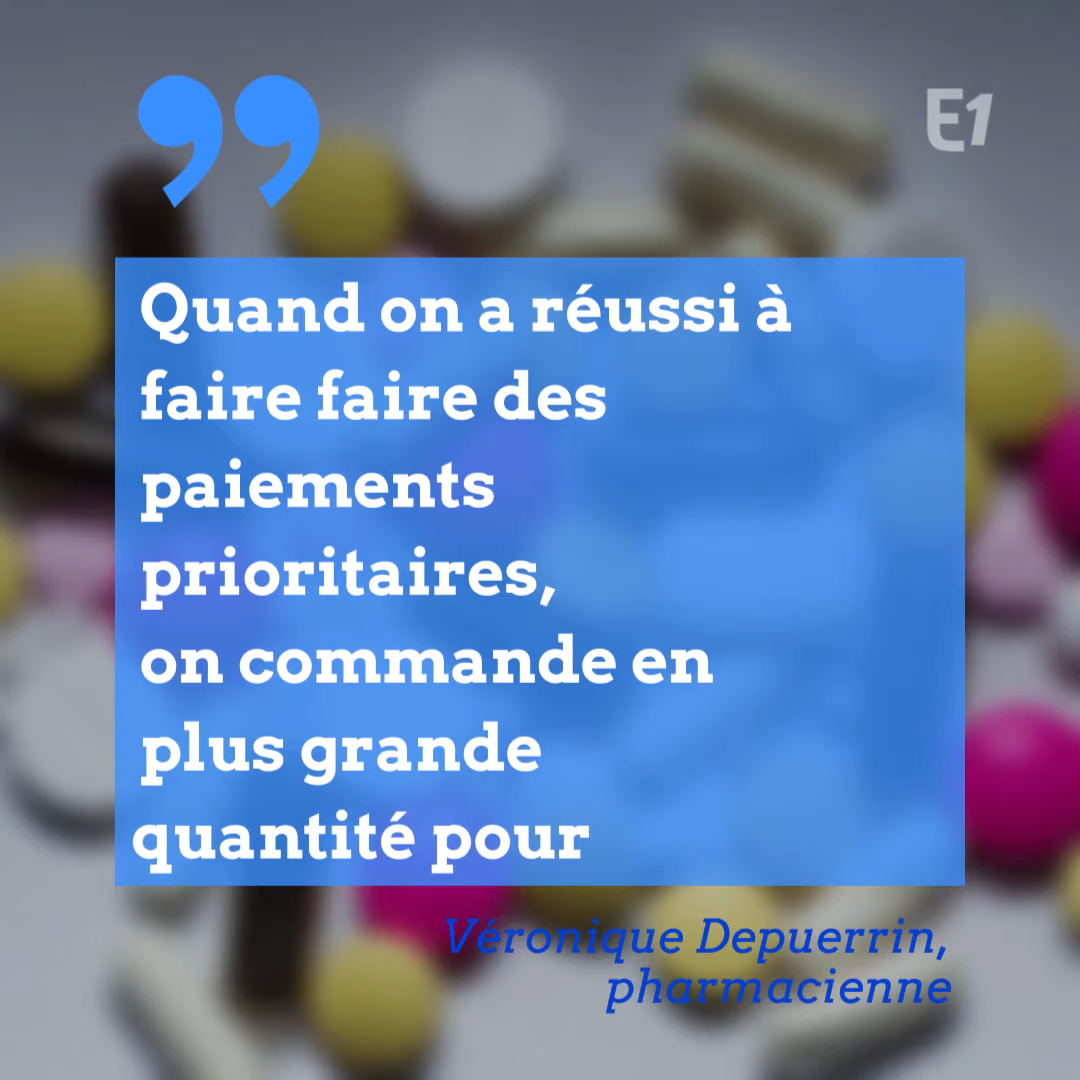 ”
E1
Quand on a réussi à
faire faire des
paiements
prioritaires,
on commande en
plus grande
quantité pour
Véronique Depuerrin,
pharmacienne